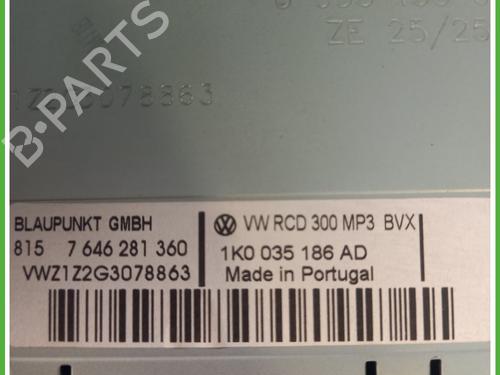 ZE 25/25
BLAUPUNKT GMBH
815 7 646 281 360
VWZ1Z2G3078863
VW RCD 300 MP3 BVX
1K0 035 186 AD
Made in Portugal
B-PARTS